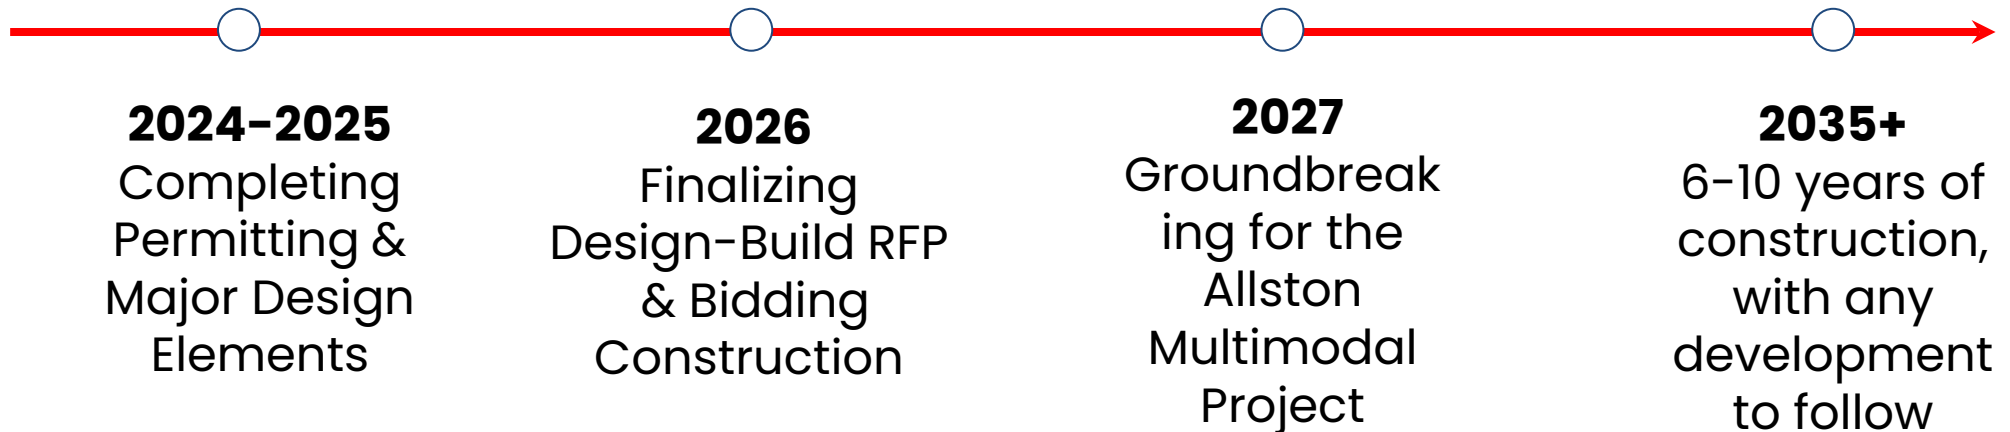 2024-2025
Completing
Permitting &
Major Design
Elements
2026
Finalizing
Design-Build RFP
& Bidding
Construction
2027
Groundbreak
ing for the
Allston
Multimodal
Project
2035+
6-10 years of
construction,
with any
development
to follow